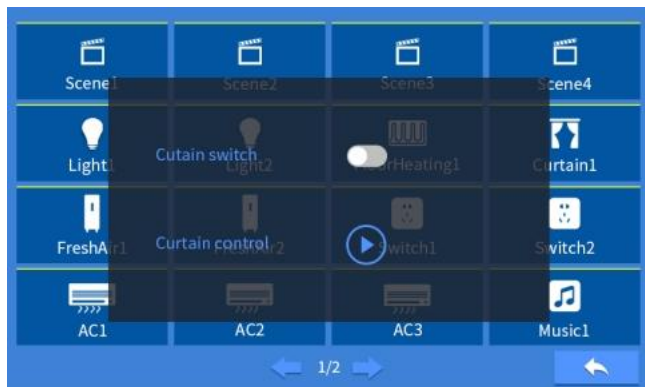 Scene1 Scene2 Scene3 Scene4
Cutain switch
Light1 Light2 FloorHeating1 Curtain1
Curtain control
FreshAir1 FreshAir2 Switch1 Switch2
AC1 AC2 AC3 Music1
1/2